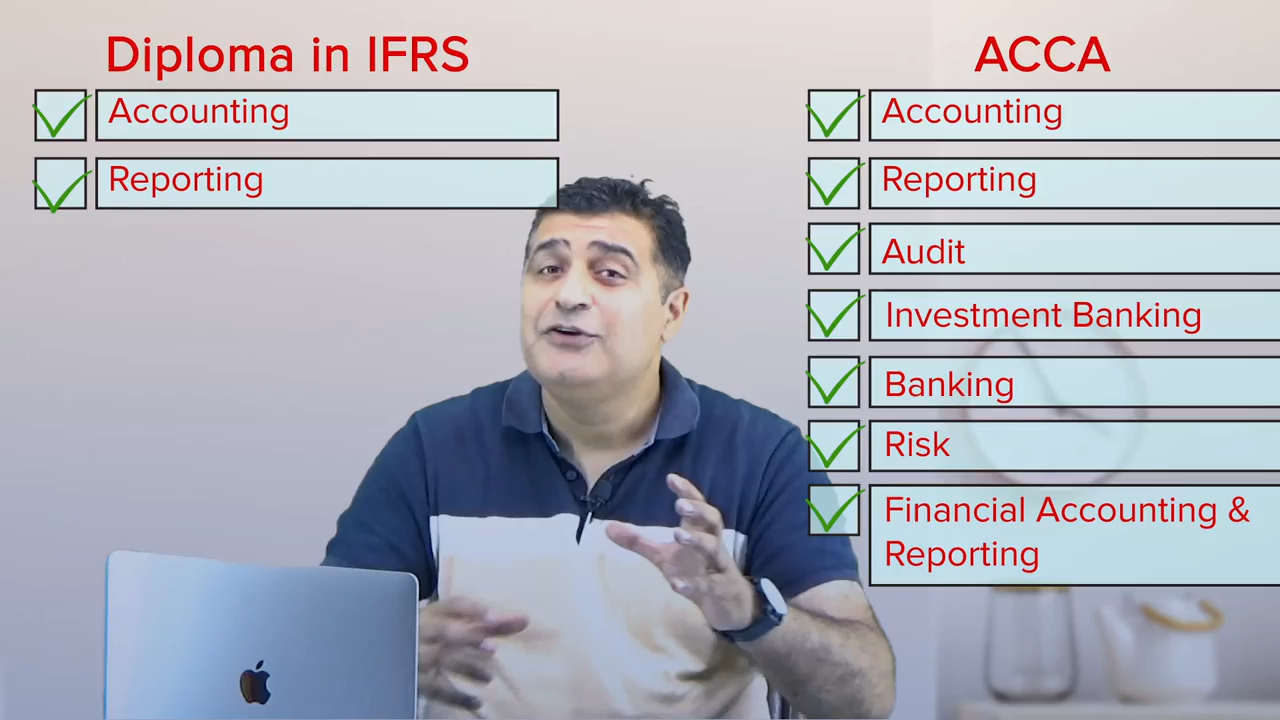 Diploma in IFRS
Accounting
Reporting
ACCA
Accounting
Reporting
Audit
Investment Banking
Banking
Risk
Financial Accounting &
Reporting